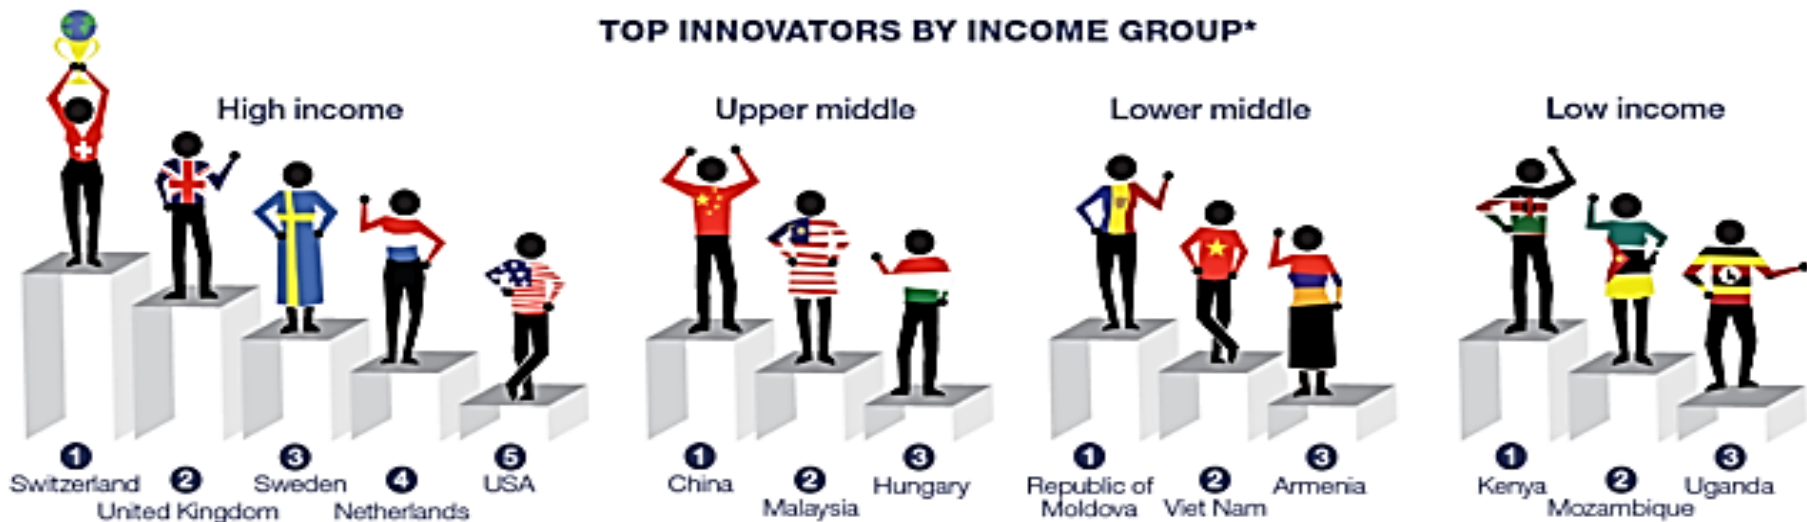 TOP INNOVATORS BY INCOME GROUP*
High income
1
Switzerland
2
United Kingdom
3
Sweden
4
Netherlands
5
USA
Upper middle
1
China
2
Malaysia
3
Hungary
Lower middle
1
Republic of
Moldova
2
Viet Nam
3
Armenia
Low income
1
Kenya
2
Mozambique
3
Uganda